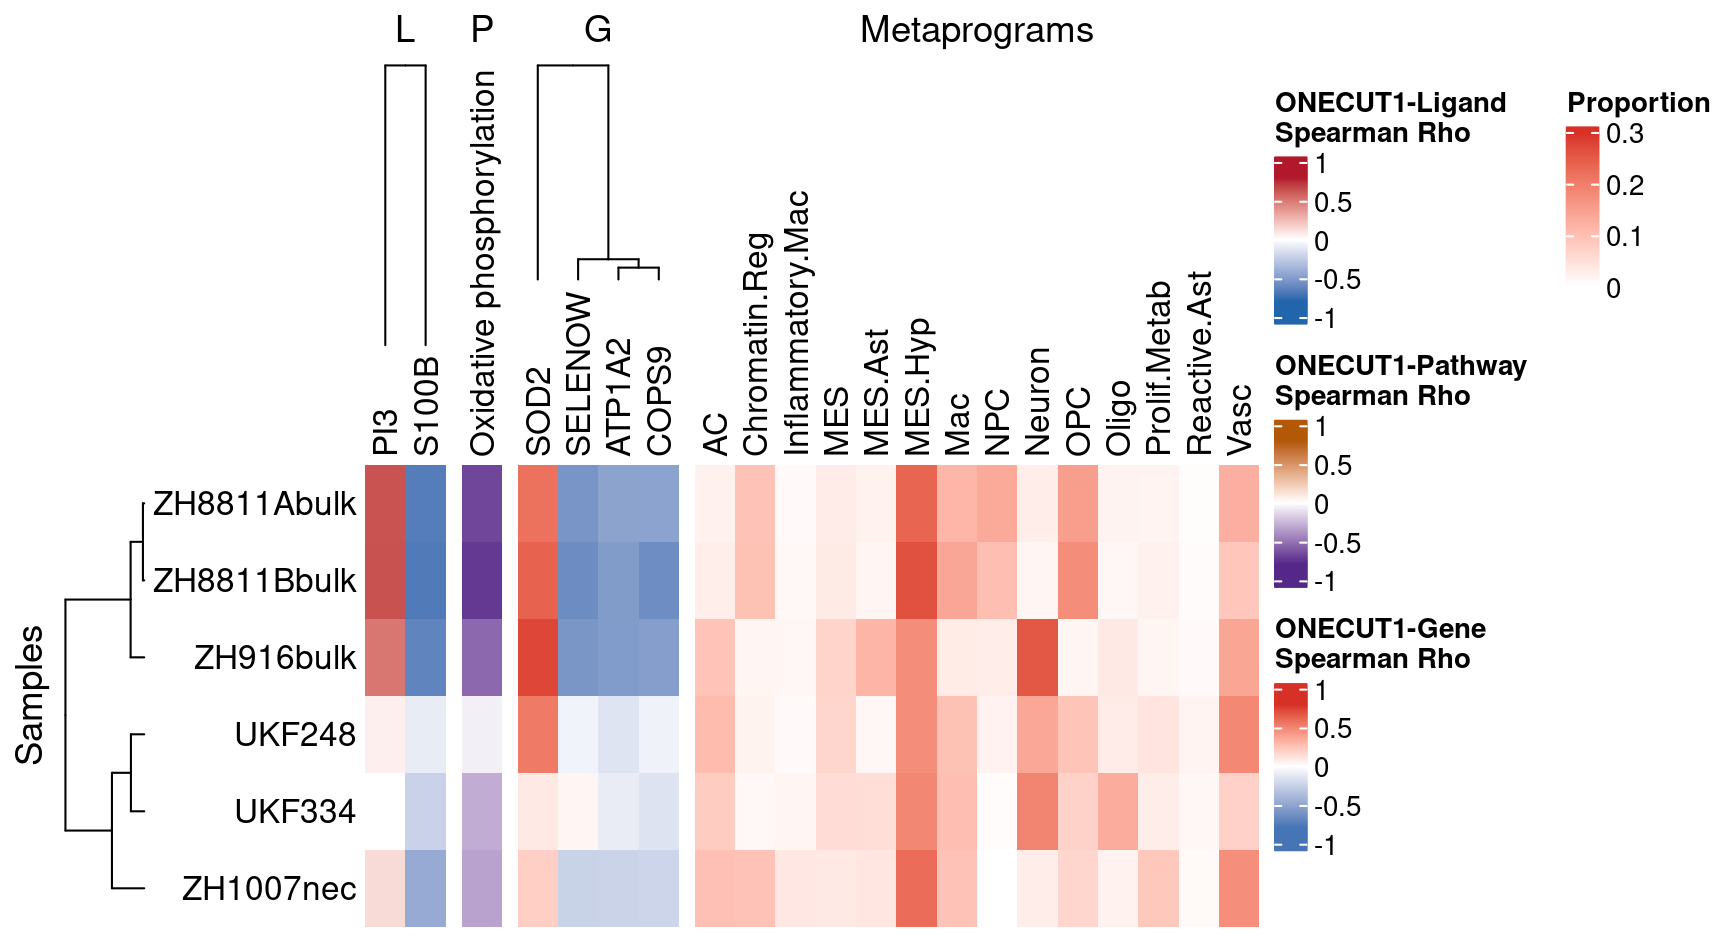 L
P
G
Metaprograms
PI3
S100B
Oxidative phosphorylation
SOD2
SELENOW
ATP1A2
COPS9
AC
Chromatin.Reg
Inflammatory.Mac
MES
MES.Ast
MES.Hyp
Mac
NPC
Neuron
OPC
Oligo
Prolif.Metab
Reactive.Ast
Vasc
Samples
ZH8811Abulk
ZH8811Bbulk
ZH916bulk
UKF248
UKF334
ZH1007nec
ONECUT1-Ligand
Spearman Rho
1
0.5
0
-0.5
-1
ONECUT1-Pathway
Spearman Rho
1
0.5
0
-0.5
-1
ONECUT1-Gene
Spearman Rho
1
0.5
0
-0.5
-1
Proportion
0.3
0.2
0.1
0